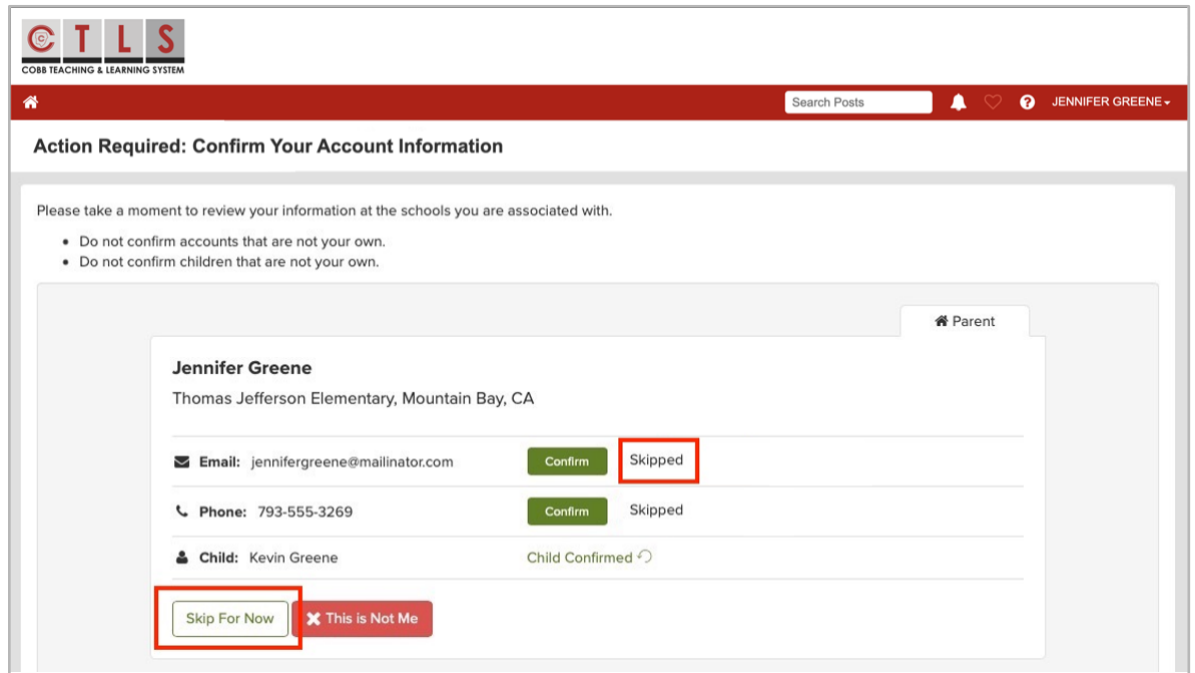 C T L S
COBB TEACHING & LEARNING SYSTEM
Search Posts JENNIFER GREENE
Action Required: Confirm Your Account Information
Please take a moment to review your information at the schools you are associated with.
• Do not confirm accounts that are not your own.
• Do not confirm children that are not your own.
Parent
Jennifer Greene
Thomas Jefferson Elementary, Mountain Bay, CA
Email: jennifergreene@mailinator.com Confirm Skipped
Phone: 793-555-3269 Confirm Skipped
Child: Kevin Greene Child Confirmed
Skip For Now This is Not Me